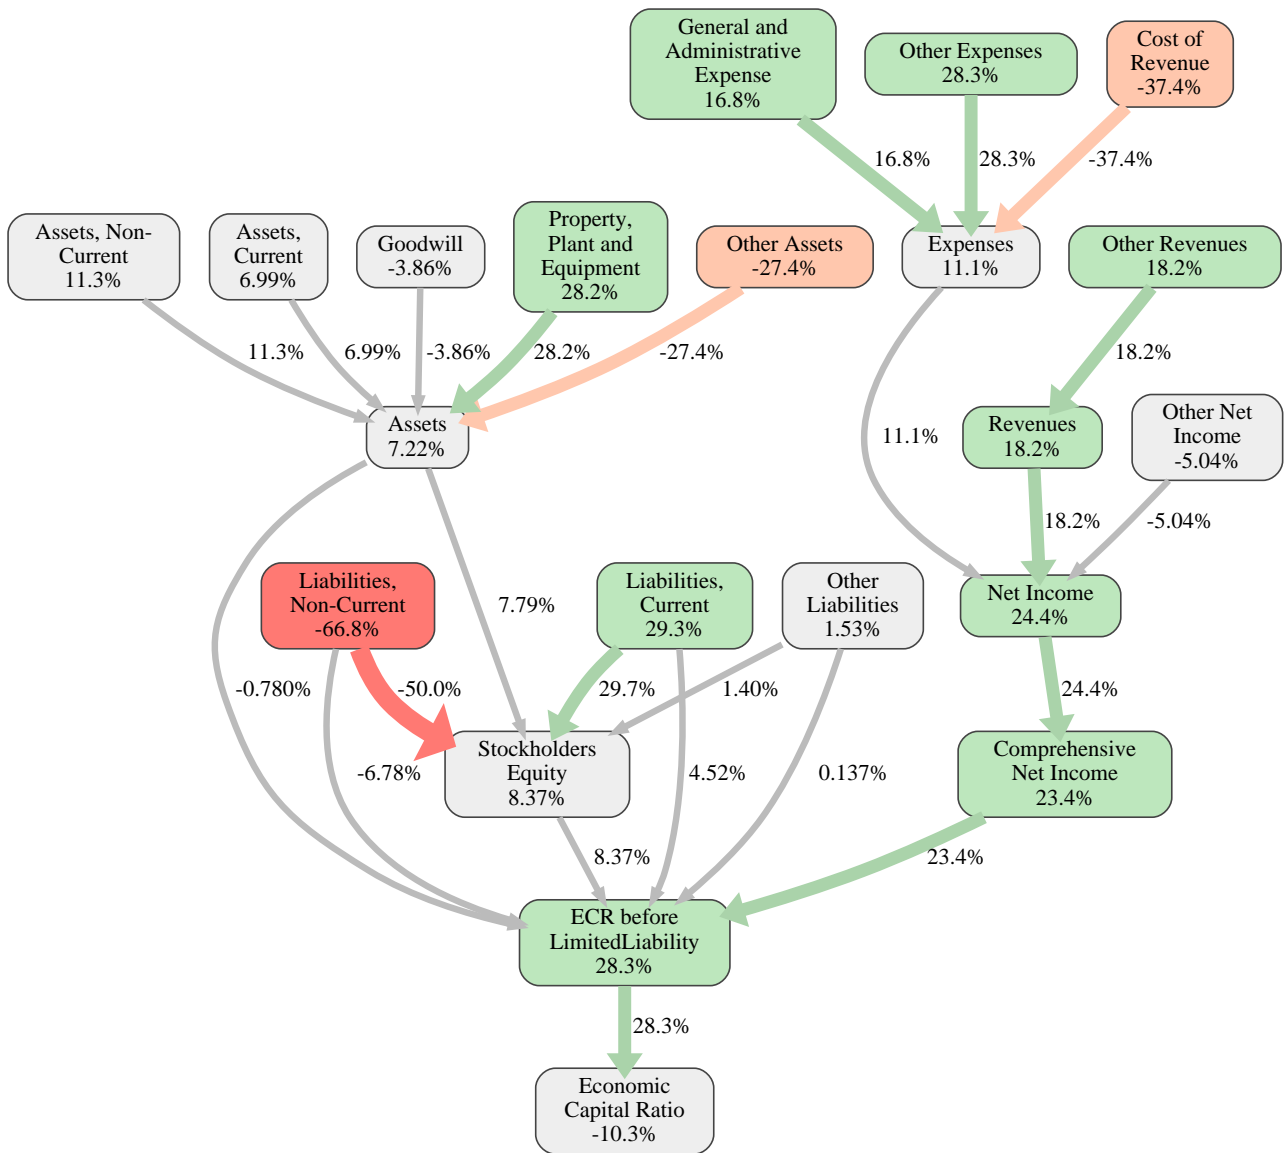 General and
Administrative
Expense
16.8%
Other Expenses
28.3%
Cost of
Revenue
-37.4%
16.8%
28.3%
-37.4%
Assets, Non-
Current
11.3%
Assets,
Current
6.99%
Goodwill
-3.86%
Property,
Plant and
Equipment
28.2%
Other Assets
-27.4%
Expenses
11.1%
Other Revenues
18.2%
11.3%
6.99%
-3.86%
28.2%
-27.4%
18.2%
Assets
7.22%
11.1%
Revenues
18.2%
Other Net
Income
-5.04%
18.2%
-5.04%
Liabilities,
Non-Current
-66.8%
7.79%
Liabilities,
Current
29.3%
Other
Liabilities
1.53%
Net Income
24.4%
-0.780%
-50.0%
29.7%
1.40%
24.4%
-6.78%
Stockholders
Equity
8.37%
4.52%
0.137%
Comprehensive
Net Income
23.4%
8.37%
23.4%
ECR before
LimitedLiability
28.3%
28.3%
Economic
Capital Ratio
-10.3%